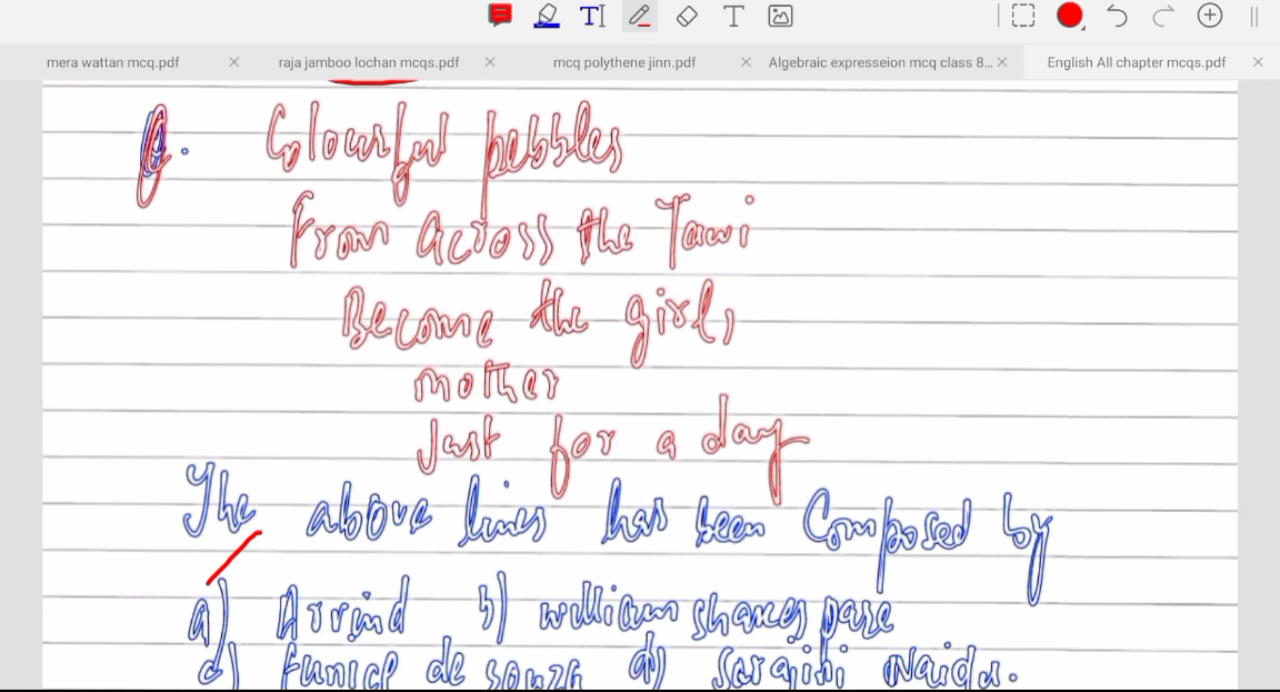 mera wattan mcq.pdf × raja jamboo lochan mcqs.pdf × mcq polythene jinn.pdf × Algebraic expresseion mcq class 8... × English All chapter mcqs.pdf ×
Q. Colourful pebbles
From across the Tawi
Become the girl,
mother
Just for a day
The above lines has been Composed by
a) Arvind b) william shakespare
c) Eunice de souza d) Sarajini Naidu.